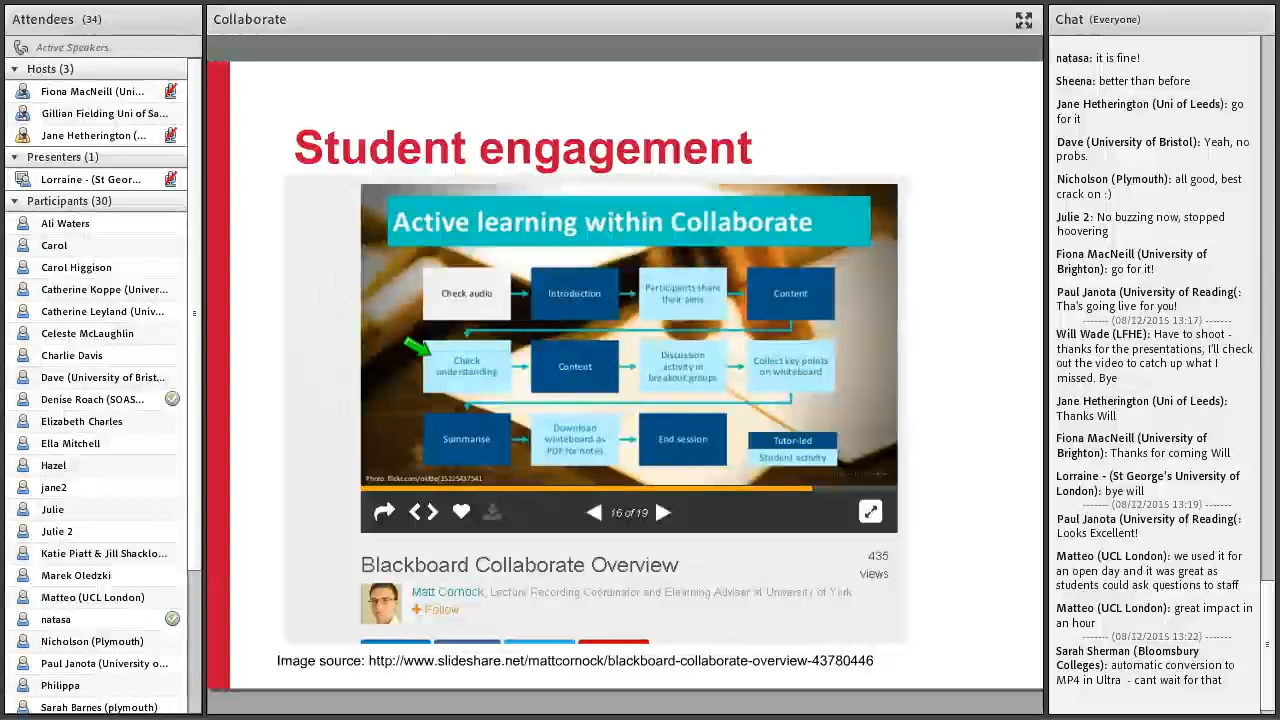 Attendees (34)
Active Speakers
Hosts (3)
Fiona MacNeill (Uni...
Gillian Fielding Uni of Sa...
Jane Hetherington (...
Presenters (1)
Lorraine - (St Geor...
Participants (30)
Ali Waters
Carol
Carol Higgison
Catherine Koppe (Univer...
Catherine Leyland (Univ...
Celeste McLaughlin
Charlie Davis
Dave (University of Brist...
Denise Roach (SOAS...
Elizabeth Charles
Ella Mitchell
Hazel
jane2
Julie
Julie 2
Katie Piatt & Jill Shacklo...
Marek Oledzki
Matteo (UCL London)
natasa
Nicholson (Plymouth)
Paul Janota (University o...
Philippa
Sarah Barnes (plymouth)
Collaborate
Student engagement
Active learning within Collaborate
Check audio
Introduction
Participants share
their aims
Content
Check
understanding
Content
Discussion
activity in
breakout groups
Collect key points
on whiteboard
Summarise
Download
whiteboard as
PDF for notes
End session
Tutor-led
Student activity
16 of 19
Blackboard Collaborate Overview
435
views
Matt Cornock, Lecture Recording Coordinator and Elearning Adviser at University of York
+ Follow
Image source: http://www.slideshare.net/mattcornock/blackboard-collaborate-overview-43780446
Chat (Everyone)
natasa: it is fine!
Sheena: better than before
Jane Hetherington (Uni of Leeds): go
for it
Dave (University of Bristol): Yeah, no
probs.
Nicholson (Plymouth): all good, best
crack on :)
Julie 2: No buzzing now, stopped
hoovering
Fiona MacNeill (University of
Brighton): go for it!
Paul Janota (University of Reading(:
Tha's going fine for you!
------- (08/12/2015 13:17) -------
Will Wade (LFHE): Have to shoot -
thanks for the presentations, I'll check
out the video to catch up what I
missed. Bye
Jane Hetherington (Uni of Leeds):
Thanks Will
Fiona MacNeill (University of
Brighton): Thanks for coming Will
Lorraine - (St George's University of
London): bye will
------- (08/12/2015 13:19) -------
Paul Janota (University of Reading(:
Looks Excellent!
Matteo (UCL London): we used it for
an open day and it was great as
students could ask questions to staff
Matteo (UCL London): great impact in
an hour
------- (08/12/2015 13:22) -------
Sarah Sherman (Bloomsbury
Colleges): automatic conversion to
MP4 in Ultra - cant wait for that